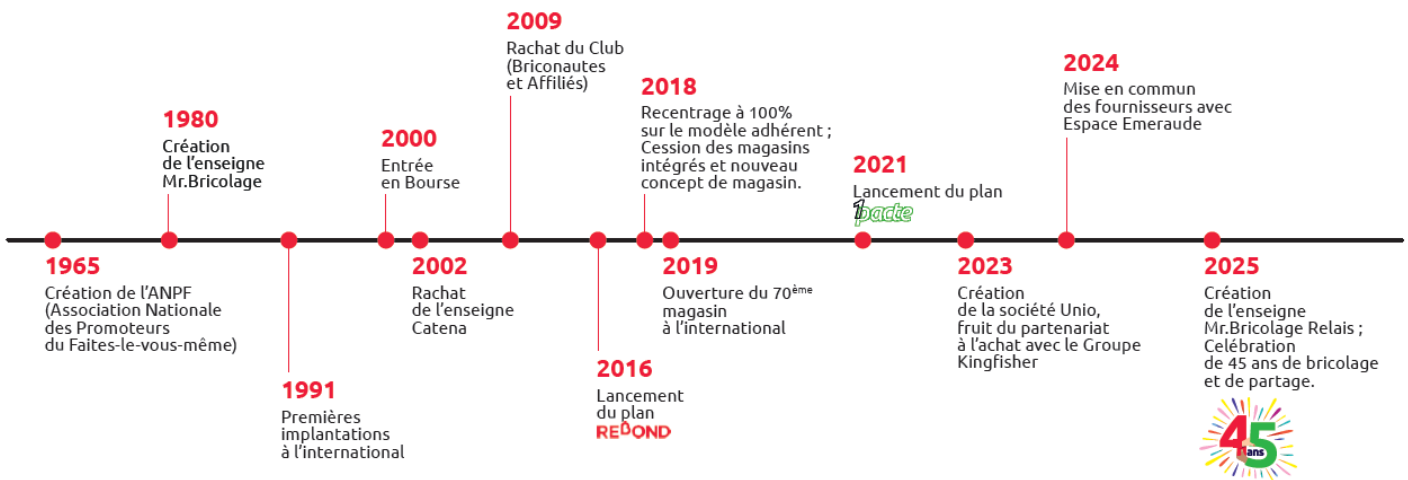 1965
Création de l'ANPF
(Association Nationale
des Promoteurs
du Faites-le-vous-même)
1980
Création
de l'enseigne
Mr.Bricolage
1991
Premières
implantations
à l'international
2000
Entrée
en Bourse
2002
Rachat
de l'enseigne
Catena
2009
Rachat du Club
(Briconautes
et Affiliés)
2016
Lancement
du plan
REBOND
2018
Recentrage à 100%
sur le modèle adhérent ;
Cession des magasins
intégrés et nouveau
concept de magasin.
2019
Ouverture du 70ème
magasin
à l'international
2021
Lancement du plan
1pacte
2023
Création
de la société Unio,
fruit du partenariat
à l'achat avec le Groupe
Kingfisher
2024
Mise en commun
des fournisseurs avec
Espace Emeraude
2025
Création
de l'enseigne
Mr.Bricolage Relais ;
Celébration
de 45 ans de bricolage
et de partage.
45
ans